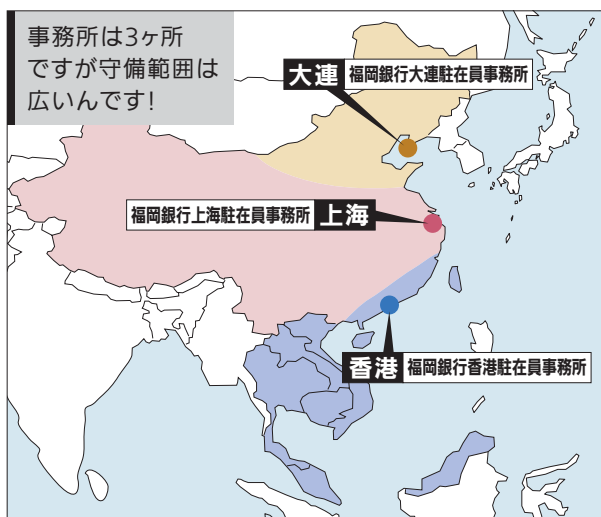 事務所は3ヶ所
ですが守備範囲は
広いんです!
大連 福岡銀行大連駐在員事務所
福岡銀行上海駐在員事務所 上海
香港 福岡銀行香港駐在員事務所